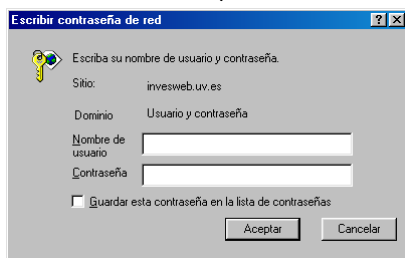 Escribir contraseña de red
Escriba su nombre de usuario y contraseña.
Sitio: invesweb.uv.es
Dominio Usuario y contraseña
Nombre de
usuario
Contraseña
Guardar esta contraseña en la lista de contraseñas
Aceptar Cancelar